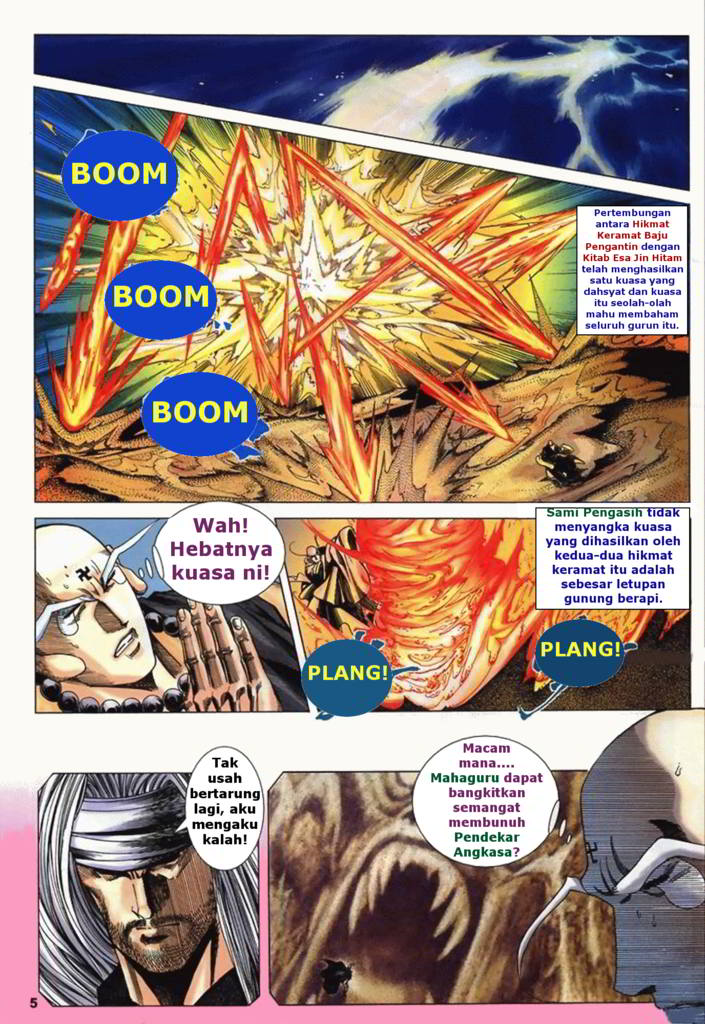 BOOM
BOOM
BOOM
Pertembungan
antara Hikmat
Keramat Baju
Pengantin dengan
Kitab Esa Jin Hitam
telah menghasilkan
satu kuasa yang
dahsyat dan kuasa
itu seolah-olah
mahu membaham
seluruh gurun itu.
Wah!
Hebatnya
kuasa ni!
Sami Pengasih tidak
menyangka kuasa
yang dihasilkan oleh
kedua-dua hikmat
keramat itu adalah
sebesar letupan
gunung berapi.
PLANG!
PLANG!
Tak
usah
bertarung
lagi, aku
mengaku
kalah!
Macam
mana....
Mahaguru dapat
bangkitkan
semangat
membunuh
Pendekar
Angkasa?
5